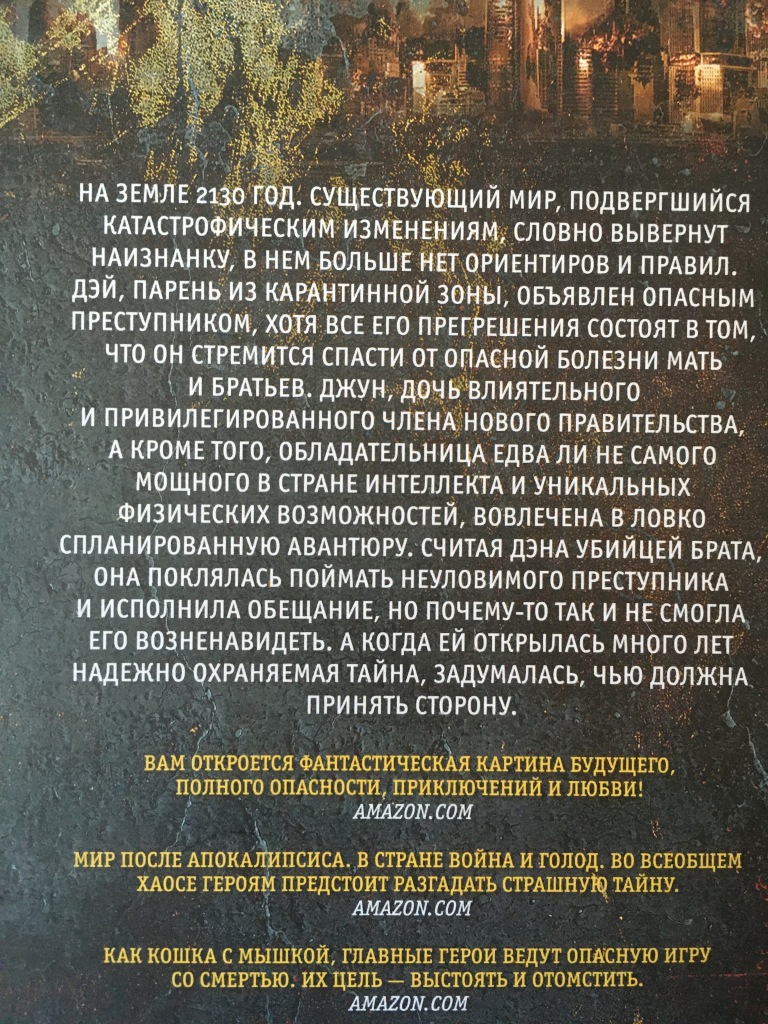 НА ЗЕМЛЕ 2130 ГОД. СУЩЕСТВУЮЩИЙ МИР, ПОДВЕРГШИЙСЯ
КАТАСТРОФИЧЕСКИМ ИЗМЕНЕНИЯМ, СЛОВНО ВЫВЕРНУТ
НАИЗНАНКУ, В НЕМ БОЛЬШЕ НЕТ ОРИЕНТИРОВ И ПРАВИЛ.
ДЭЙ, ПАРЕНЬ ИЗ КАРАНТИННОЙ ЗОНЫ, ОБЪЯВЛЕН ОПАСНЫМ
ПРЕСТУПНИКОМ, ХОТЯ ВСЕ ЕГО ПРЕГРЕШЕНИЯ СОСТОЯТ В ТОМ,
ЧТО ОН СТРЕМИТСЯ СПАСТИ ОТ ОПАСНОЙ БОЛЕЗНИ МАТЬ
И БРАТЬЕВ. ДЖУН, ДОЧЬ ВЛИЯТЕЛЬНОГО
И ПРИВИЛЕГИРОВАННОГО ЧЛЕНА НОВОГО ПРАВИТЕЛЬСТВА,
А КРОМЕ ТОГО, ОБЛАДАТЕЛЬНИЦА ЕДВА ЛИ НЕ САМОГО
МОЩНОГО В СТРАНЕ ИНТЕЛЛЕКТА И УНИКАЛЬНЫХ
ФИЗИЧЕСКИХ ВОЗМОЖНОСТЕЙ, ВОВЛЕЧЕНА В ЛОВКО
СПЛАНИРОВАННУЮ АВАНТЮРУ. СЧИТАЯ ДЭНА УБИЙЦЕЙ БРАТА,
ОНА ПОКЛЯЛАСЬ ПОЙМАТЬ НЕУЛОВИМОГО ПРЕСТУПНИКА
И ИСПОЛНИЛА ОБЕЩАНИЕ, НО ПОЧЕМУ-ТО ТАК И НЕ СМОГЛА
ЕГО ВОЗНЕНАВИДЕТЬ. А КОГДА ЕЙ ОТКРЫЛАСЬ МНОГО ЛЕТ
НАДЕЖНО ОХРАНЯЕМАЯ ТАЙНА, ЗАДУМАЛАСЬ, ЧЬЮ ДОЛЖНА
ПРИНЯТЬ СТОРОНУ.
ВАМ ОТКРОЕТСЯ ФАНТАСТИЧЕСКАЯ КАРТИНА БУДУЩЕГО,
ПОЛНОГО ОПАСНОСТИ, ПРИКЛЮЧЕНИЙ И ЛЮБВИ!
AMAZON.COM
МИР ПОСЛЕ АПОКАЛИПСИСА. В СТРАНЕ ВОЙНА И ГОЛОД. ВО ВСЕОБЩЕМ
ХАОСЕ ГЕРОЯМ ПРЕДСТОИТ РАЗГАДАТЬ СТРАШНУЮ ТАЙНУ.
AMAZON.COM
КАК КОШКА С МЫШКОЙ, ГЛАВНЫЕ ГЕРОИ ВЕДУТ ОПАСНУЮ ИГРУ
СО СМЕРТЬЮ. ИХ ЦЕЛЬ — ВЫСТОЯТЬ И ОТОМСТИТЬ.
AMAZON.COM